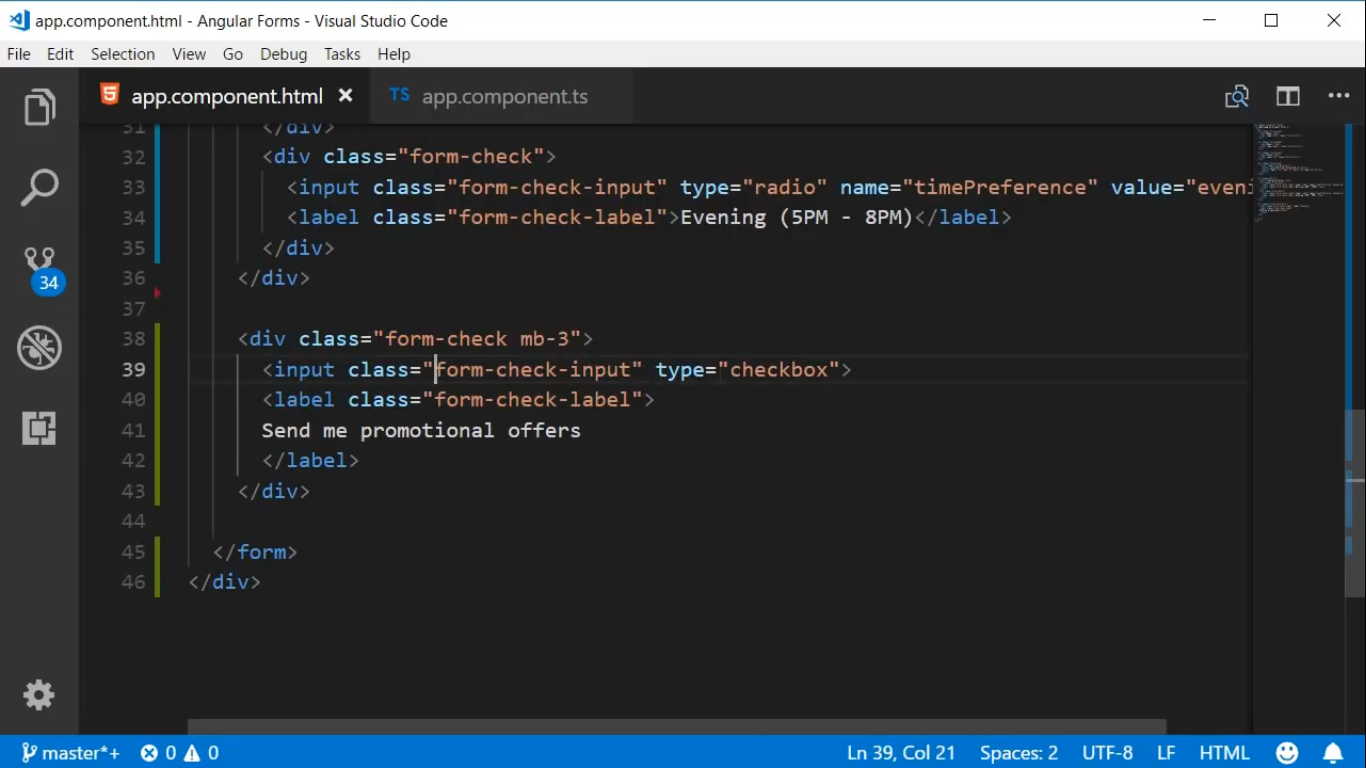 app.component.html - Angular Forms - Visual Studio Code
File Edit Selection View Go Debug Tasks Help
app.component.html
TS app.component.ts
31 </div>
32 <div class="form-check">
33 <input class="form-check-input" type="radio" name="timePreference" value="eveni
34 <label class="form-check-label">Evening (5PM - 8PM)</label>
35 </div>
36 </div>
37
38 <div class="form-check mb-3">
39 <input class="form-check-input" type="checkbox">
40 <label class="form-check-label">
41 Send me promotional offers
42 </label>
43 </div>
44
45 </form>
46 </div>
34
master*+ 0 0 Ln 39, Col 21 Spaces: 2 UTF-8 LF HTML